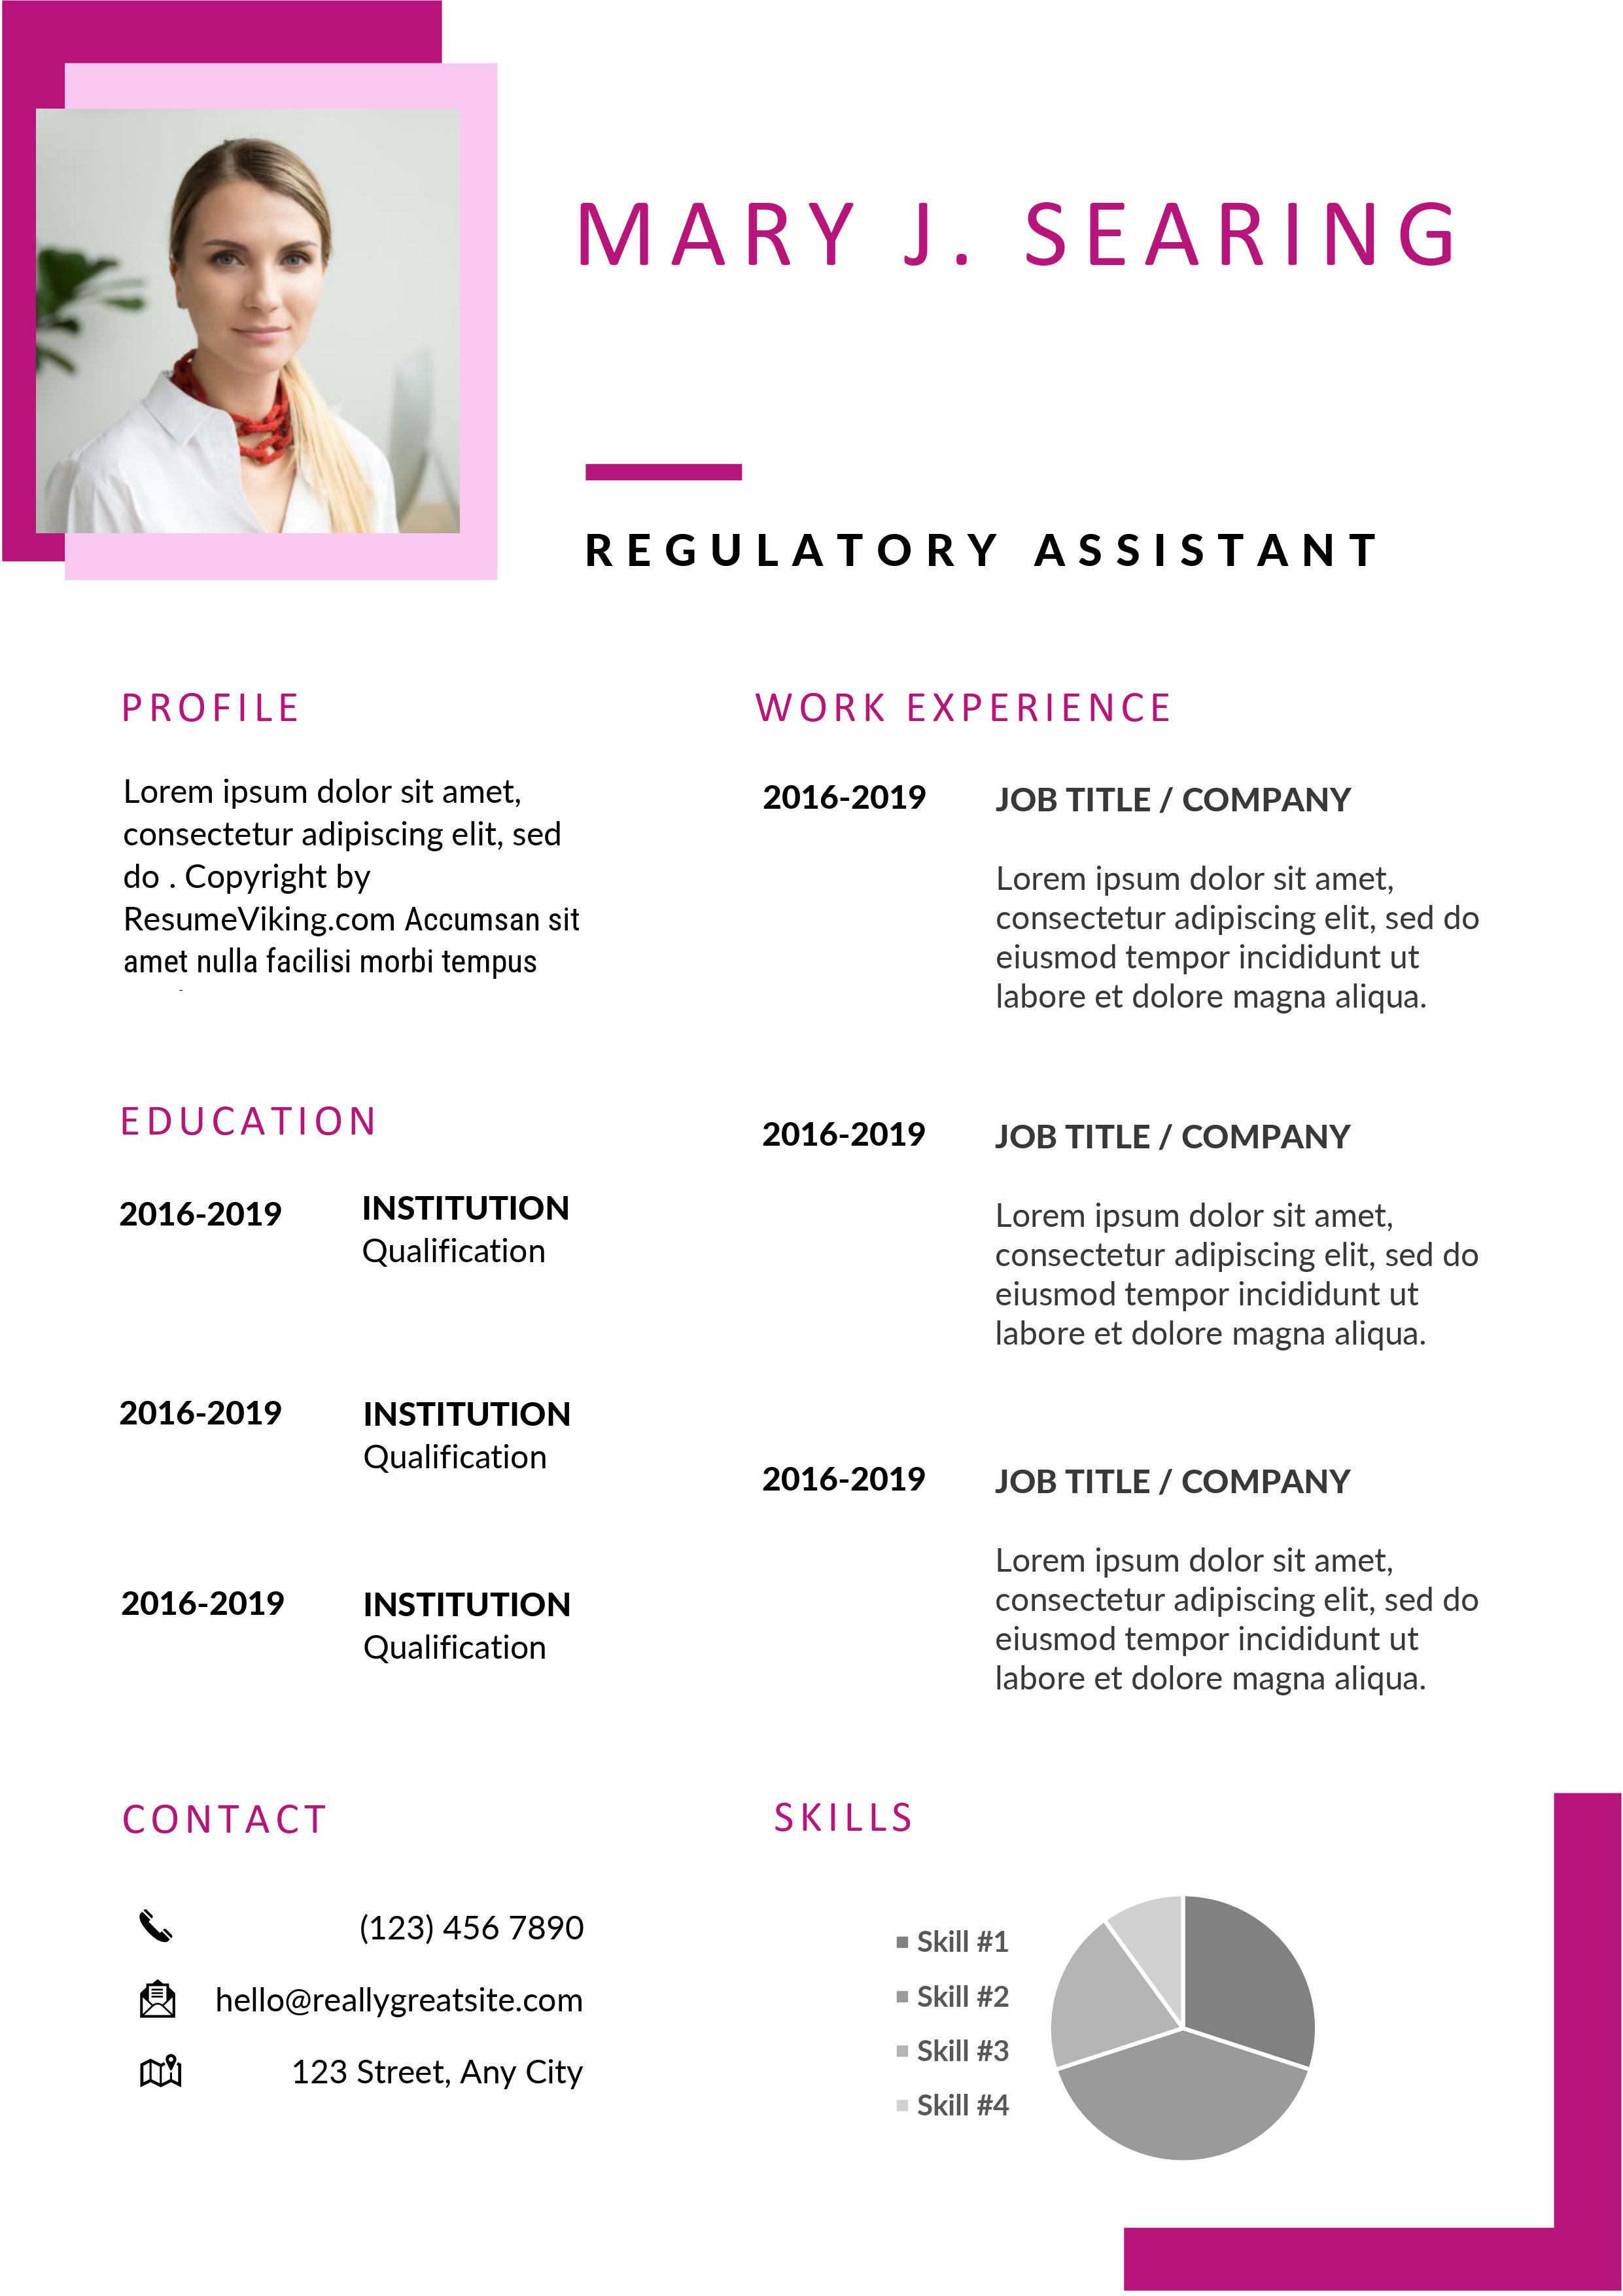 MARY J. SEARING
REGULATORY ASSISTANT
PROFILE
Lorem ipsum dolor sit amet,
consectetur adipiscing elit, sed
do . Copyright by
ResumeViking.com Accumsan sit
amet nulla facilisi morbi tempus
EDUCATION
2016-2019
INSTITUTION
Qualification
2016-2019
INSTITUTION
Qualification
2016-2019
INSTITUTION
Qualification
CONTACT
(123) 456 7890
hello@reallygreatsite.com
123 Street, Any City
WORK EXPERIENCE
2016-2019
JOB TITLE / COMPANY
Lorem ipsum dolor sit amet,
consectetur adipiscing elit, sed do
eiusmod tempor incididunt ut
labore et dolore magna aliqua.
2016-2019
JOB TITLE / COMPANY
Lorem ipsum dolor sit amet,
consectetur adipiscing elit, sed do
eiusmod tempor incididunt ut
labore et dolore magna aliqua.
2016-2019
JOB TITLE / COMPANY
Lorem ipsum dolor sit amet,
consectetur adipiscing elit, sed do
eiusmod tempor incididunt ut
labore et dolore magna aliqua.
SKILLS
Skill #1
Skill #2
Skill #3
Skill #4